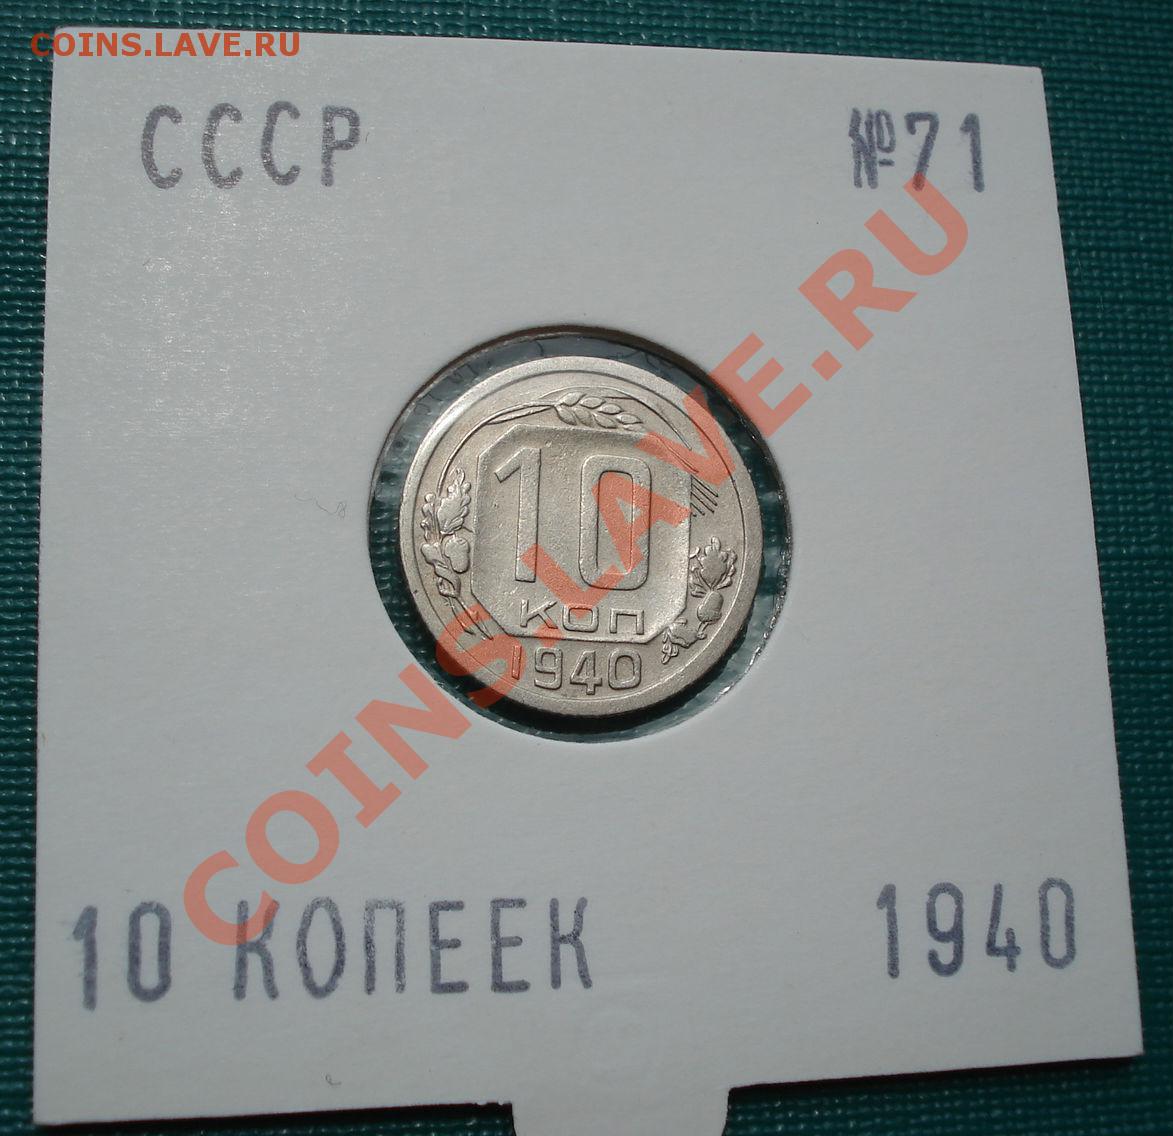 COINS.LAVE.RU
СССР №71
COINS.LAVE.RU
10
КОП
1940
10 КОПЕЕК 1940